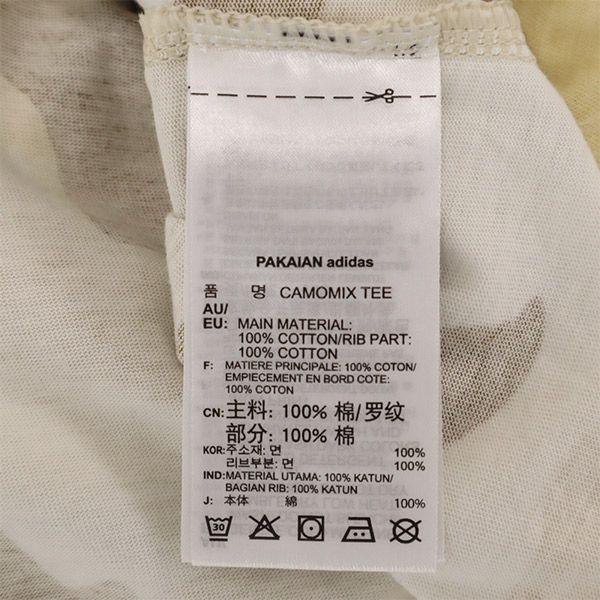 PAKAIAN adidas
품 명 CAMOMIX TEE
AU/
EU: MAIN MATERIAL:
100% COTTON/RIB PART:
100% COTTON
F: MATIERE PRINCIPALE: 100% COTON/
EMPIECEMENT EN BORD COTE:
100% COTON
CN: 主料: 100% 棉/罗纹
部分: 100% 棉
KOR: 주소재: 면 100%
리브부분: 면 100%
IND: MATERIAL UTAMA: 100% KATUN/
BAGIAN RIB: 100% KATUN
J: 本体 綿 100%
30